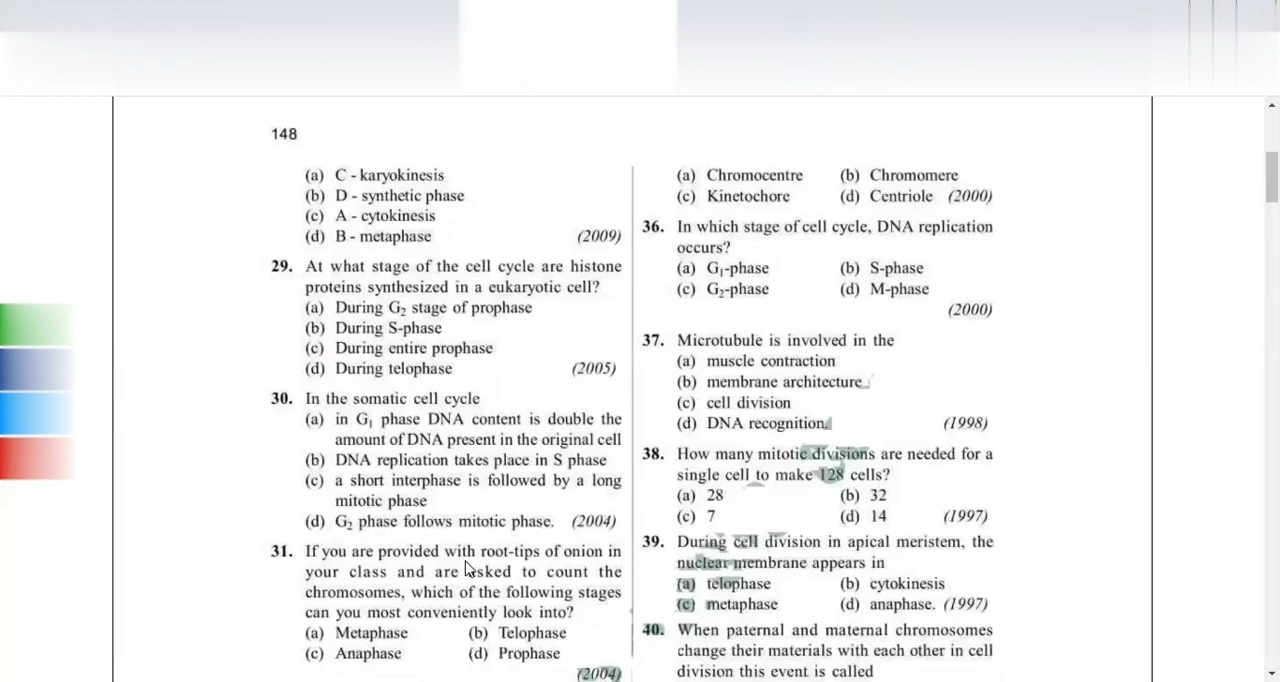 148
(a) C - karyokinesis
(b) D - synthetic phase
(c) A - cytokinesis
(d) B - metaphase (2009)
29. At what stage of the cell cycle are histone
proteins synthesized in a eukaryotic cell?
(a) During G₂ stage of prophase
(b) During S-phase
(c) During entire prophase
(d) During telophase (2005)
30. In the somatic cell cycle
(a) in G₁ phase DNA content is double the
amount of DNA present in the original cell
(b) DNA replication takes place in S phase
(c) a short interphase is followed by a long
mitotic phase
(d) G₂ phase follows mitotic phase. (2004)
31. If you are provided with root-tips of onion in
your class and are asked to count the
chromosomes, which of the following stages
can you most conveniently look into?
(a) Metaphase (b) Telophase
(c) Anaphase (d) Prophase
(2004)
(a) Chromocentre (b) Chromomere
(c) Kinetochore (d) Centriole (2000)
36. In which stage of cell cycle, DNA replication
occurs?
(a) G₁-phase (b) S-phase
(c) G₂-phase (d) M-phase
(2000)
37. Microtubule is involved in the
(a) muscle contraction
(b) membrane architecture
(c) cell division
(d) DNA recognition. (1998)
38. How many mitotic divisions are needed for a
single cell to make 128 cells?
(a) 28 (b) 32
(c) 7 (d) 14 (1997)
39. During cell division in apical meristem, the
nuclear membrane appears in
(a) telophase (b) cytokinesis
(c) metaphase (d) anaphase. (1997)
40. When paternal and maternal chromosomes
change their materials with each other in cell
division this event is called